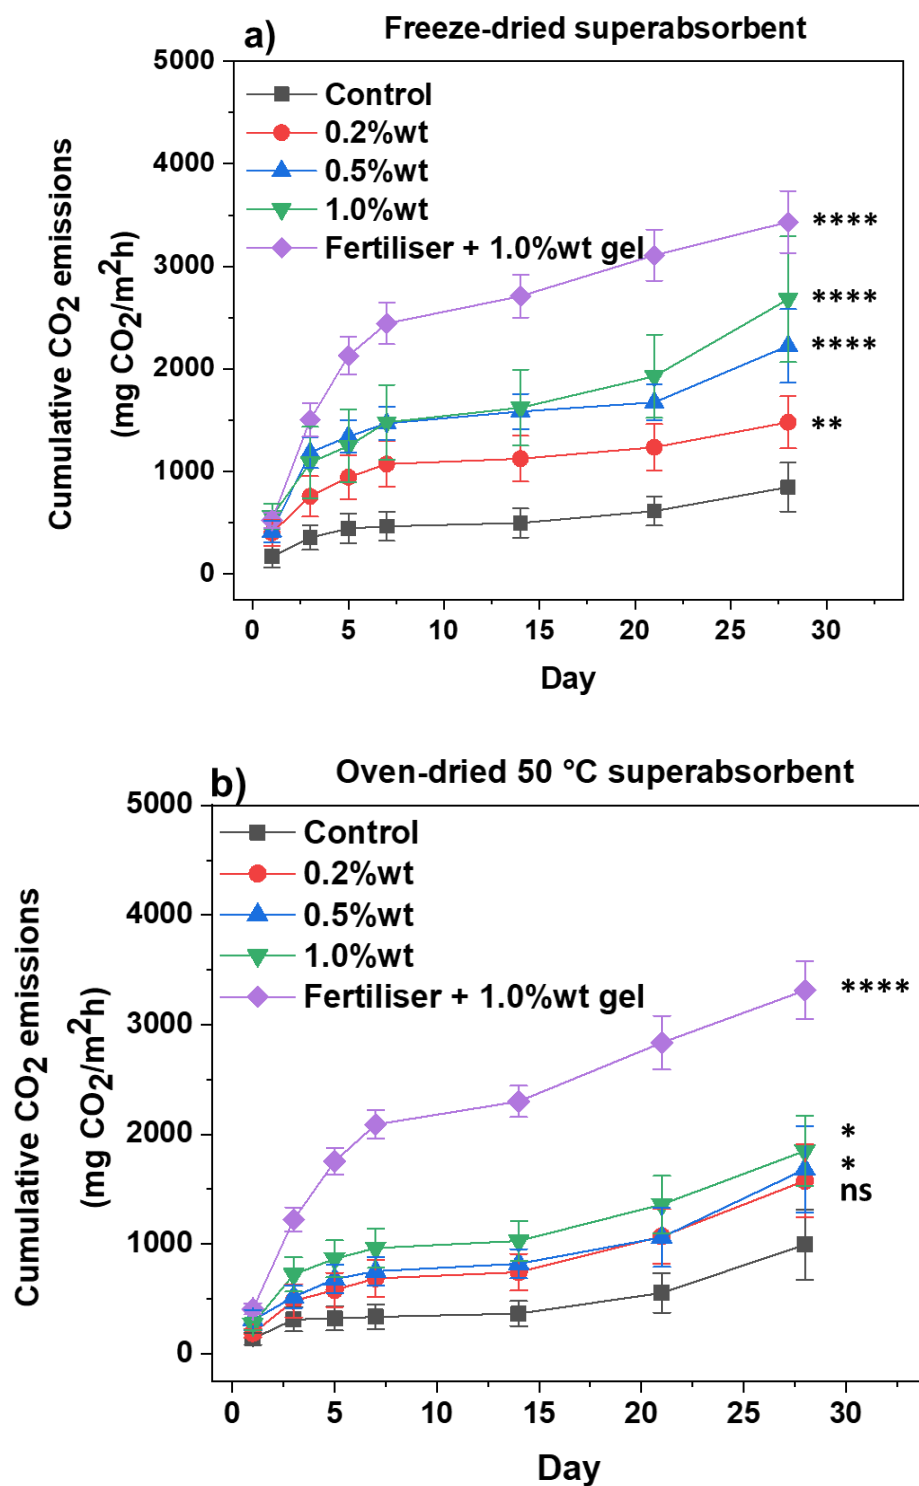 a)
Freeze-dried superabsorbent
Cumulative CO₂ emissions
(mg CO₂/m²h)
5000
4000
3000
2000
1000
0
Control
0.2%wt
0.5%wt
1.0%wt
Fertiliser + 1.0%wt gel
****
****
****
**
0 5 10 15 20 25 30
Day
b)
Oven-dried 50 °C superabsorbent
Cumulative CO₂ emissions
(mg CO₂/m²h)
5000
4000
3000
2000
1000
0
Control
0.2%wt
0.5%wt
1.0%wt
Fertiliser + 1.0%wt gel
****
*
*
ns
0 5 10 15 20 25 30
Day